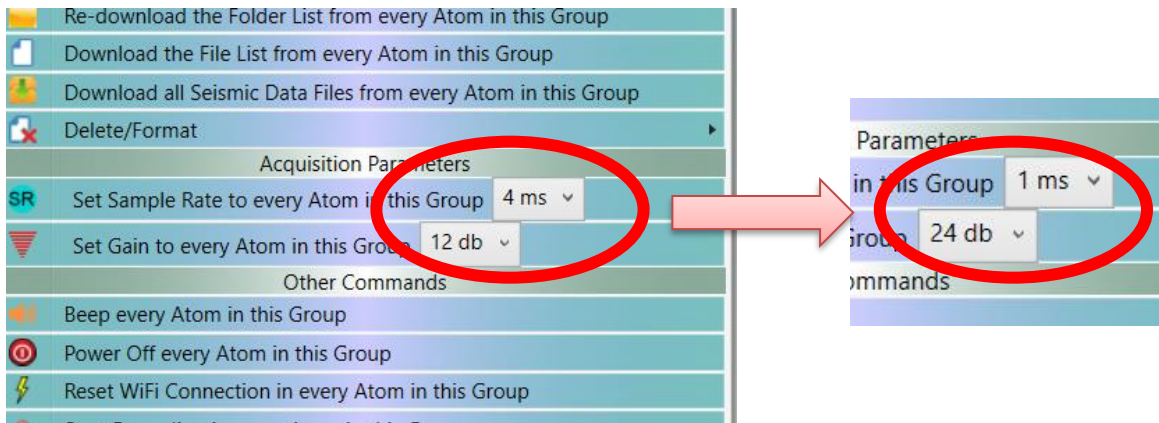 Re-download the Folder List from every Atom in this Group
Download the File List from every Atom in this Group
Download all Seismic Data Files from every Atom in this Group
Delete/Format
Acquisition Parameters
SR Set Sample Rate to every Atom in this Group 4 ms
Set Gain to every Atom in this Group 12 db
Other Commands
Beep every Atom in this Group
Power Off every Atom in this Group
Reset WiFi Connection in every Atom in this Group
Parameters
in this Group 1 ms
Group 24 db
ommands